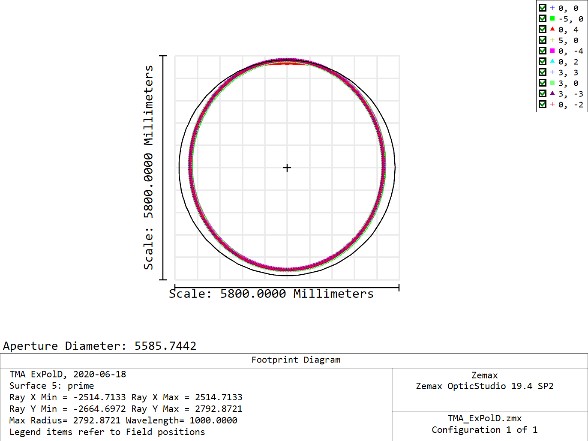 + 0, 0
-5, 0
0, 4
5, 0
0, -4
0, 2
3, 3
3, 0
3, -3
0, -2
Scale: 5800.0000 Millimeters
Scale: 5800.0000 Millimeters
Aperture Diameter: 5585.7442
Footprint Diagram
TMA ExPolD, 2020-06-18
Surface 5: prime
Ray X Min = -2514.7133 Ray X Max = 2514.7133
Ray Y Min = -2664.6972 Ray Y Max = 2792.8721
Max Radius= 2792.8721 Wavelength= 1000.0000
Legend items refer to Field positions
Zemax
Zemax OpticStudio 19.4 SP2
TMA_ExPolD.zmx
Configuration 1 of 1